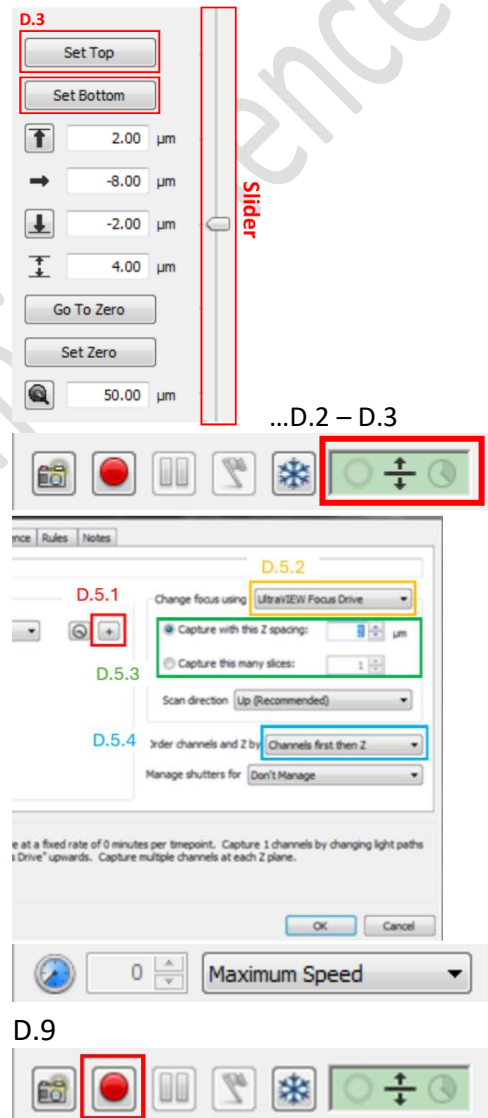 D.3
Set Top
Set Bottom
2.00 µm
-8.00 µm
-2.00 µm
4.00 µm
Go To Zero
Set Zero
50.00 µm
Slider
...D.2 – D.3
nce Rules Notes
D.5.1
D.5.2
Change focus using UltraVIEW Focus Drive
Capture with this Z spacing: µm
D.5.3
Capture this many slices: 1
Scan direction Up (Recommended)
D.5.4
Order channels and Z by Channels first then Z
Manage shutters for Don't Manage
e at a fixed rate of 0 minutes per timepoint. Capture 1 channels by changing light paths
s Drive" upwards. Capture multiple channels at each Z plane.
OK Cancel
0 Maximum Speed
D.9